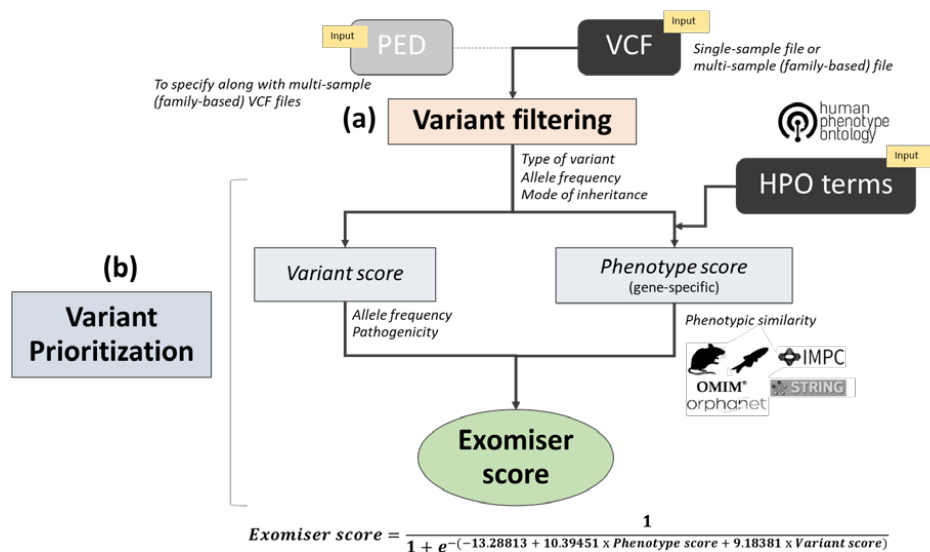 Input
PED
VCF
Input
Single-sample file or
multi-sample (family-based) file
To specify along with multi-sample
(family-based) VCF files
(a)
Variant filtering
human
phenotype
ontology
Type of variant
Allele frequency
Mode of inheritance
Input
HPO terms
(b)
Variant
Prioritization
Variant score
Phenotype score
(gene-specific)
Allele frequency
Pathogenicity
Phenotypic similarity
IMPC
OMIM®
STRING
orphanet
Exomiser
score
Exomiser score = 1 / 1 + e^-(-13.28813 + 10.39451 x Phenotype score + 9.18381 x Variant score)